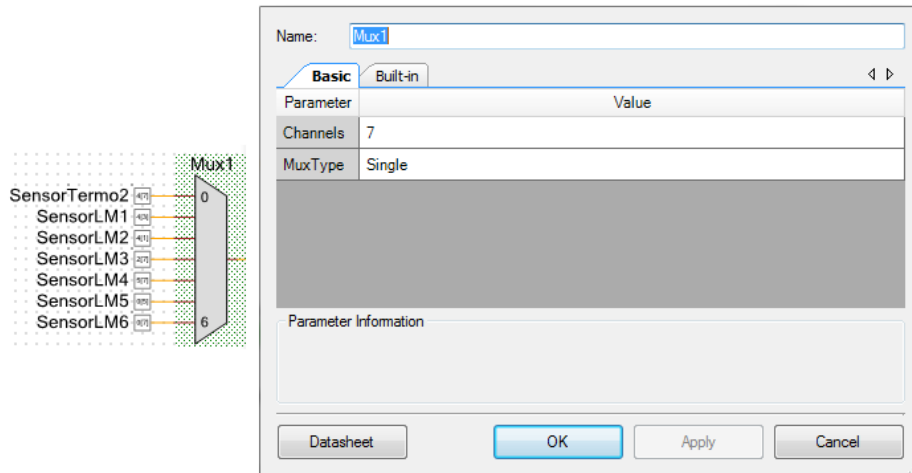 Mux1
SensorTermo2
0
SensorLM1
SensorLM2
SensorLM3
SensorLM4
SensorLM5
SensorLM6
6
Name: Mux1
Basic Built-in
Parameter Value
Channels 7
MuxType Single
Parameter Information
Datasheet OK Apply Cancel